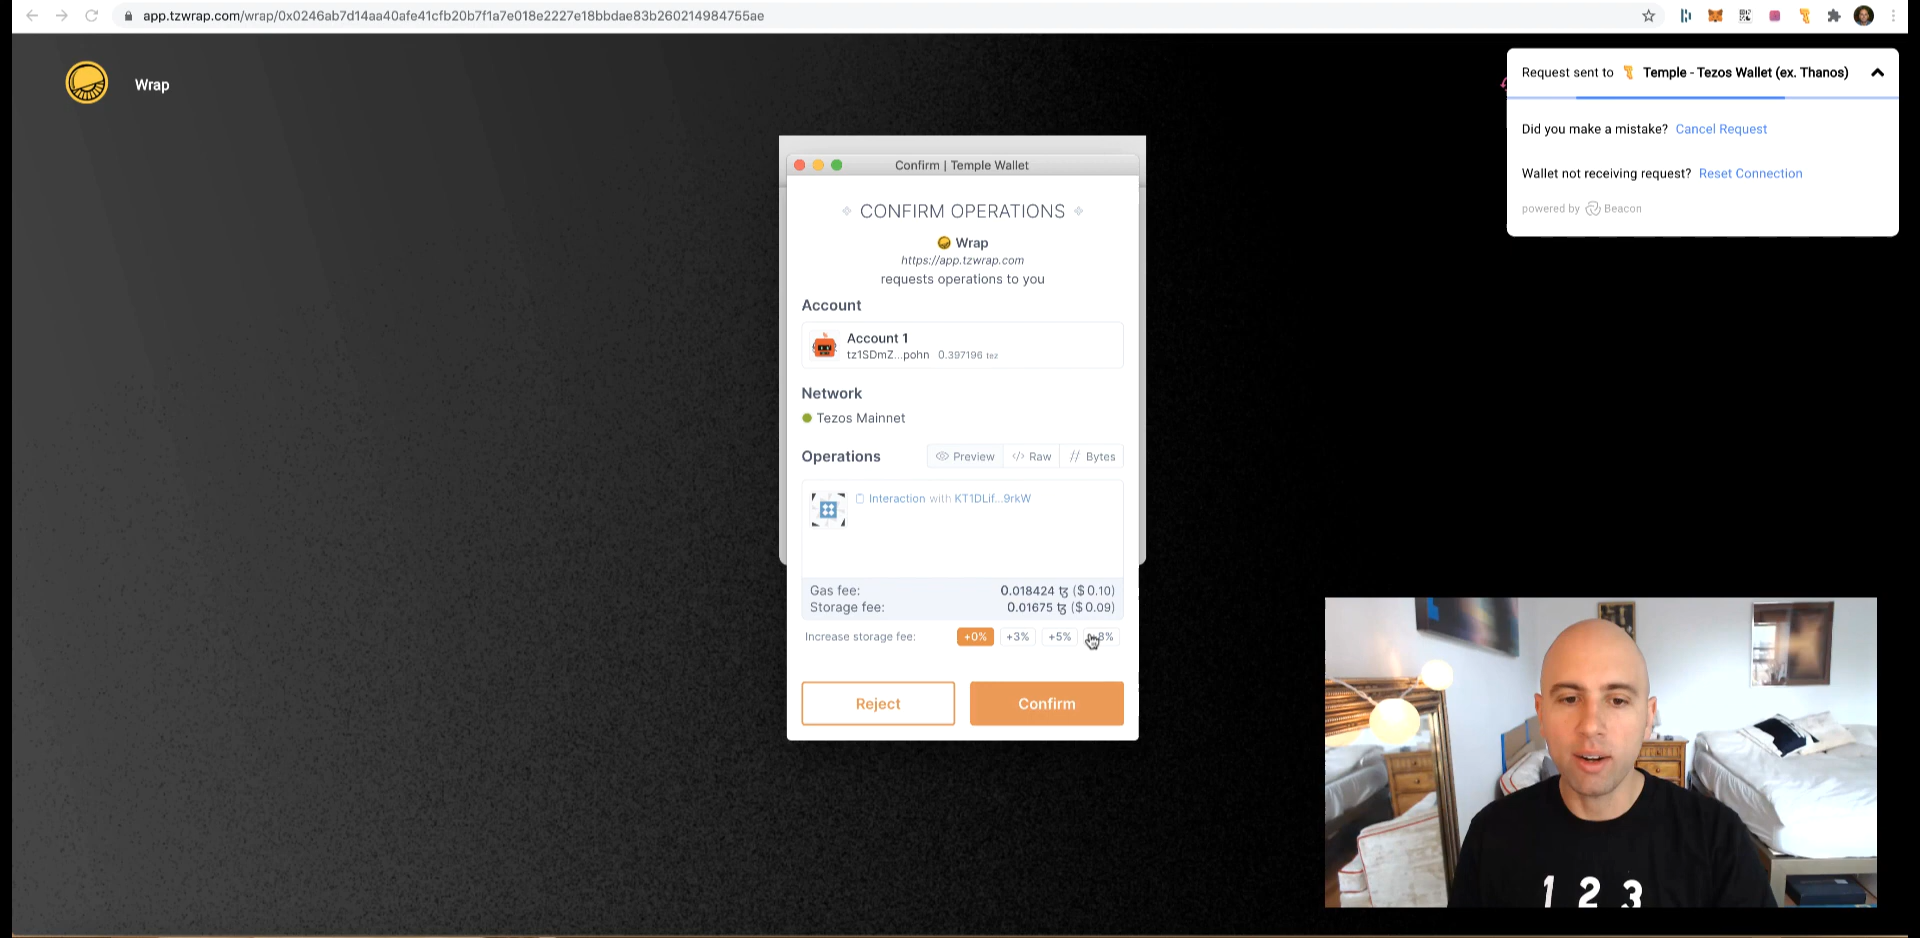 app.tzwrap.com/wrap/0x0246ab7d14aa40afe41cfb20b7f1a7e018e2227e18bbdae83b260214984755ae
Wrap
Request sent to Temple - Tezos Wallet (ex. Thanos)
Did you make a mistake? Cancel Request
Wallet not receiving request? Reset Connection
powered by Beacon
Confirm | Temple Wallet
CONFIRM OPERATIONS
Wrap
https://app.tzwrap.com
requests operations to you
Account
Account 1
tz1SDmZ...pohn 0.397196 tez
Network
Tezos Mainnet
Operations Preview </> Raw // Bytes
Interaction with KT1DLif...9rkW
Gas fee: 0.018424 ꜩ ($0.10)
Storage fee: 0.01675 ꜩ ($0.09)
Increase storage fee: +0% +3% +5% 8%
Reject Confirm
1 2 3